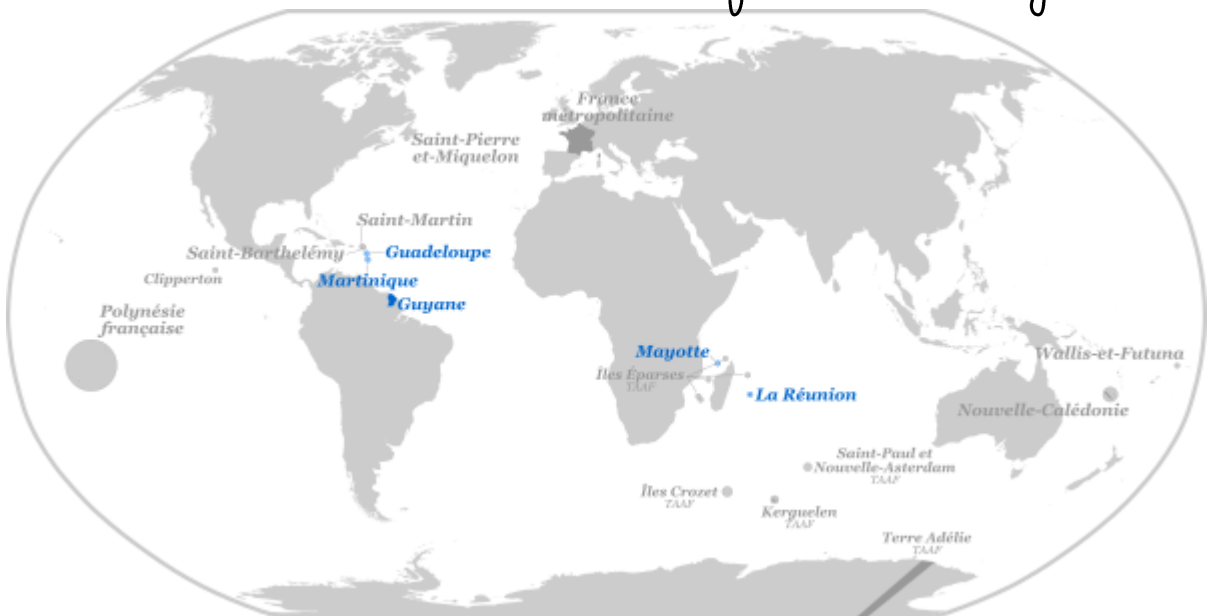 France
métropolitaine
Saint-Pierre
et-Miquelon
Saint-Martin
Saint-Barthelémy
Guadeloupe
Clipperton
Martinique
Guyane
Polynésie
française
Mayotte
Îles Éparses
TAAF
La Réunion
Wallis-et-Futuna
Nouvelle-Calédonie
Saint-Paul et
Nouvelle-Asterdam
TAAF
Îles Crozet
TAAF
Kerguelen
TAAF
Terre Adélie
TAAF